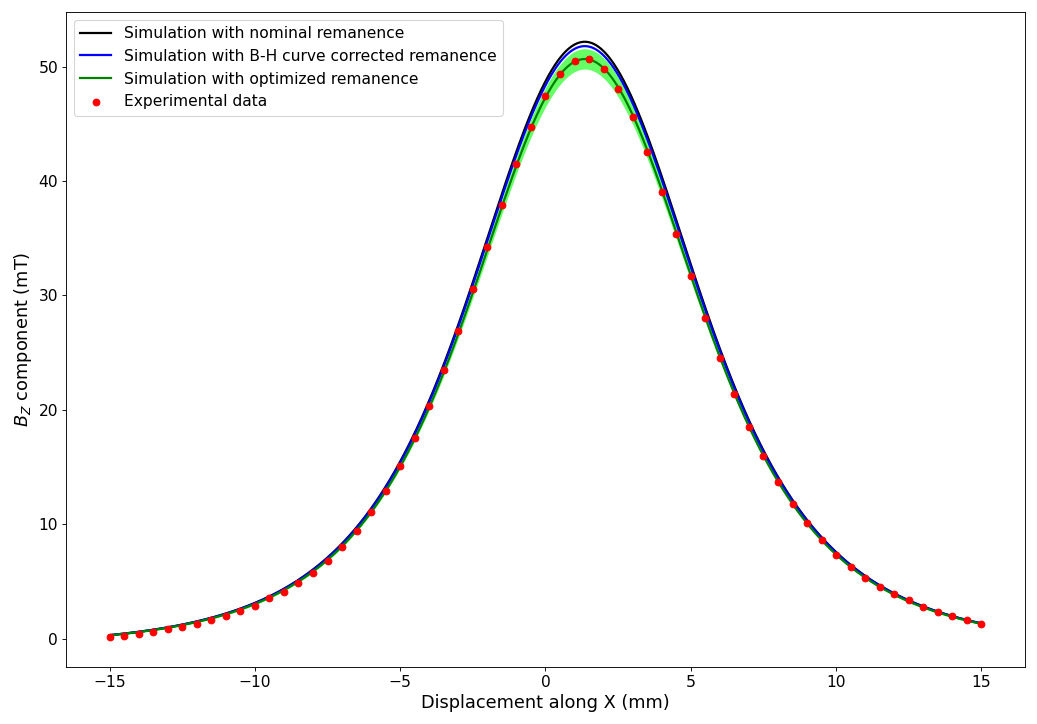 Simulation with nominal remanence
Simulation with B-H curve corrected remanence
Simulation with optimized remanence
Experimental data
50
40
30
20
10
0
B_Z component (mT)
−15 −10 −5 0 5 10 15
Displacement along X (mm)